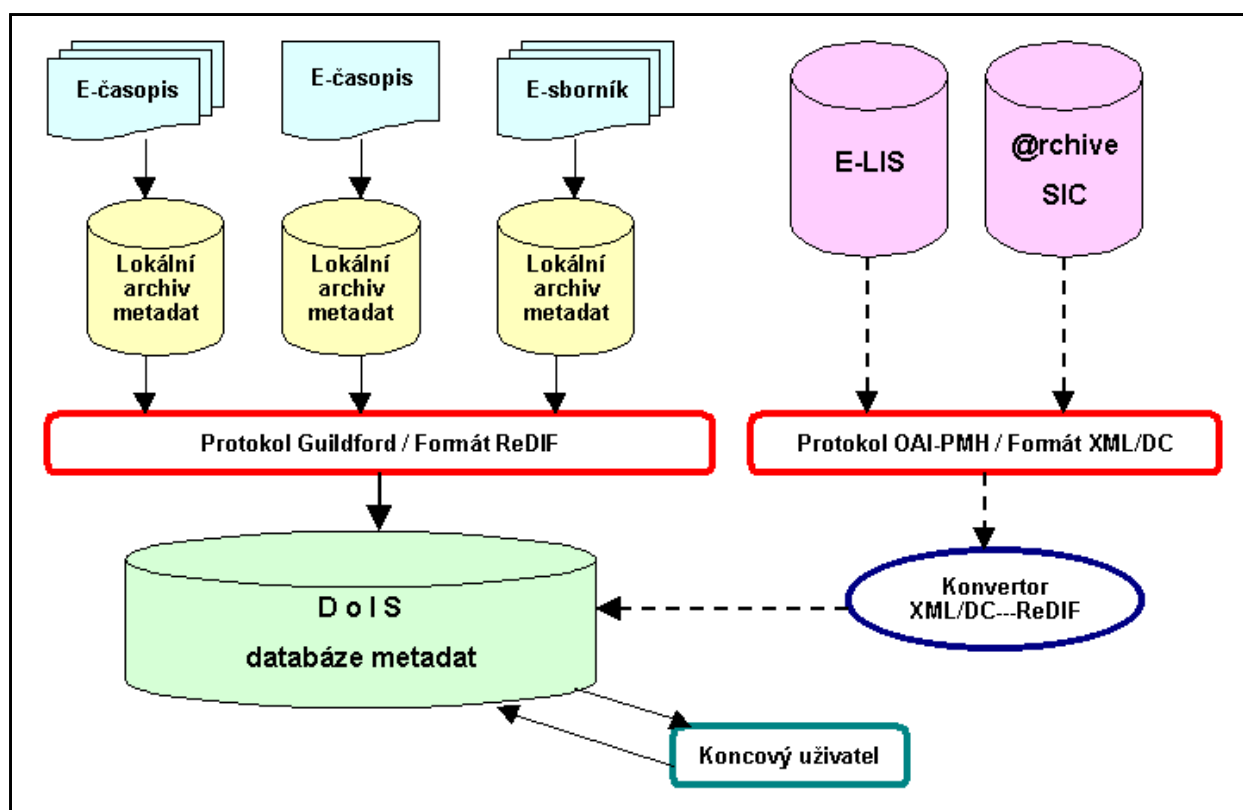 E-časopis
E-časopis
E-sborník
E-LIS
@rchive
SIC
Lokální
archiv
metadat
Lokální
archiv
metadat
Lokální
archiv
metadat
Protokol Guildford / Formát ReDIF
Protokol OAI-PMH / Formát XML/DC
D o I S
databáze metadat
Konvertor
XML/DC---ReDIF
Koncový uživatel